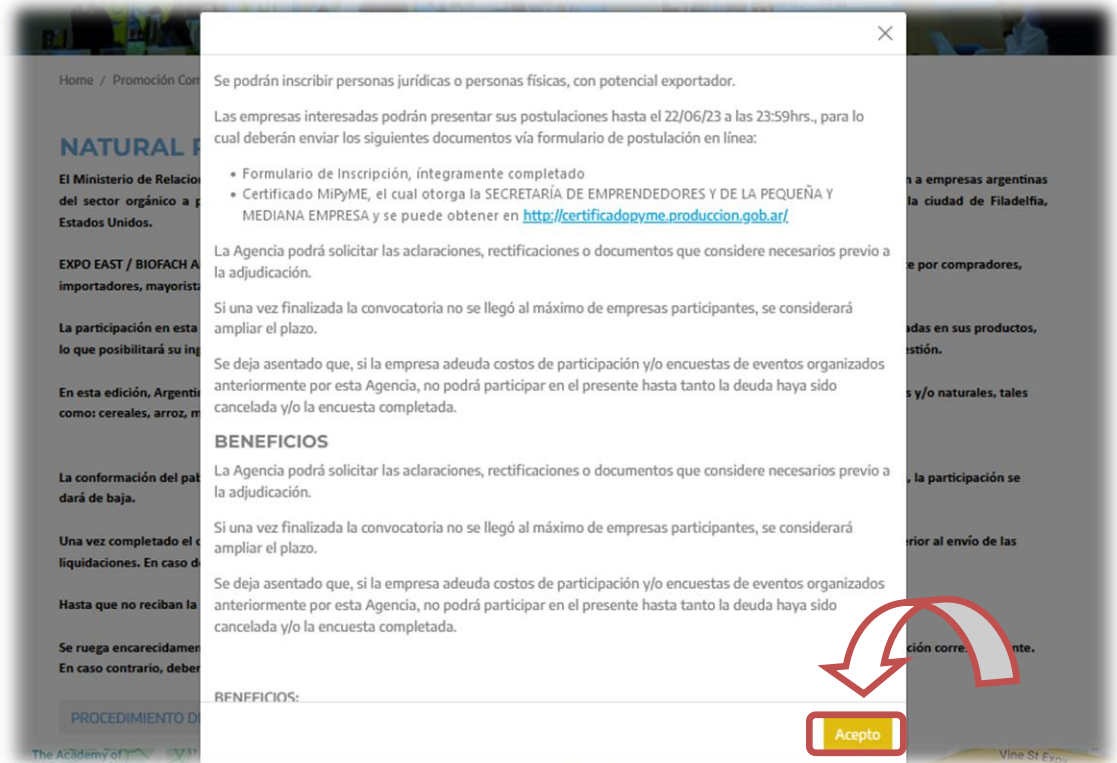 Home / Promoción
Se podrán inscribir personas jurídicas o personas físicas, con potencial exportador.
Las empresas interesadas podrán presentar sus postulaciones hasta el 22/06/23 a las 23:59hrs., para lo
cual deberán enviar los siguientes documentos vía formulario de postulación en línea:
• Formulario de Inscripción, íntegramente completado
• Certificado MiPyME, el cual otorga la SECRETARÍA DE EMPRENDEDORES Y DE LA PEQUEÑA Y
MEDIANA EMPRESA y se puede obtener en http://certificadopyme.produccion.gob.ar/
La Agencia podrá solicitar las aclaraciones, rectificaciones o documentos que considere necesarios previo a
la adjudicación.
Si una vez finalizada la convocatoria no se llegó al máximo de empresas participantes, se considerará
ampliar el plazo.
Se deja asentado que, si la empresa adeuda costos de participación y/o encuestas de eventos organizados
anteriormente por esta Agencia, no podrá participar en el presente hasta tanto la deuda haya sido
cancelada y/o la encuesta completada.
BENEFICIOS
La Agencia podrá solicitar las aclaraciones, rectificaciones o documentos que considere necesarios previo a
la adjudicación.
Si una vez finalizada la convocatoria no se llegó al máximo de empresas participantes, se considerará
ampliar el plazo.
Se deja asentado que, si la empresa adeuda costos de participación y/o encuestas de eventos organizados
anteriormente por esta Agencia, no podrá participar en el presente hasta tanto la deuda haya sido
cancelada y/o la encuesta completada.
BENEFICIOS:
Acepto
NATURAL
El Ministerio de
a empresas argentinas
del sector orgánico a
la ciudad de Filadelfia,
Estados Unidos.
EXPO EAST / BIOFACH
por compradores,
importadores,
La participación en esta
en sus productos,
lo que posibilitará su
En esta edición,
y/o naturales, tales
como: cereales, arroz,
La conformación del
, la participación se
dará de baja.
Una vez completado el
al envío de las
liquidaciones. En caso
Hasta que no reciban la
Se ruega
En caso contrario,
PROCEDIMIENTO
The Academy of
Vine St Expy